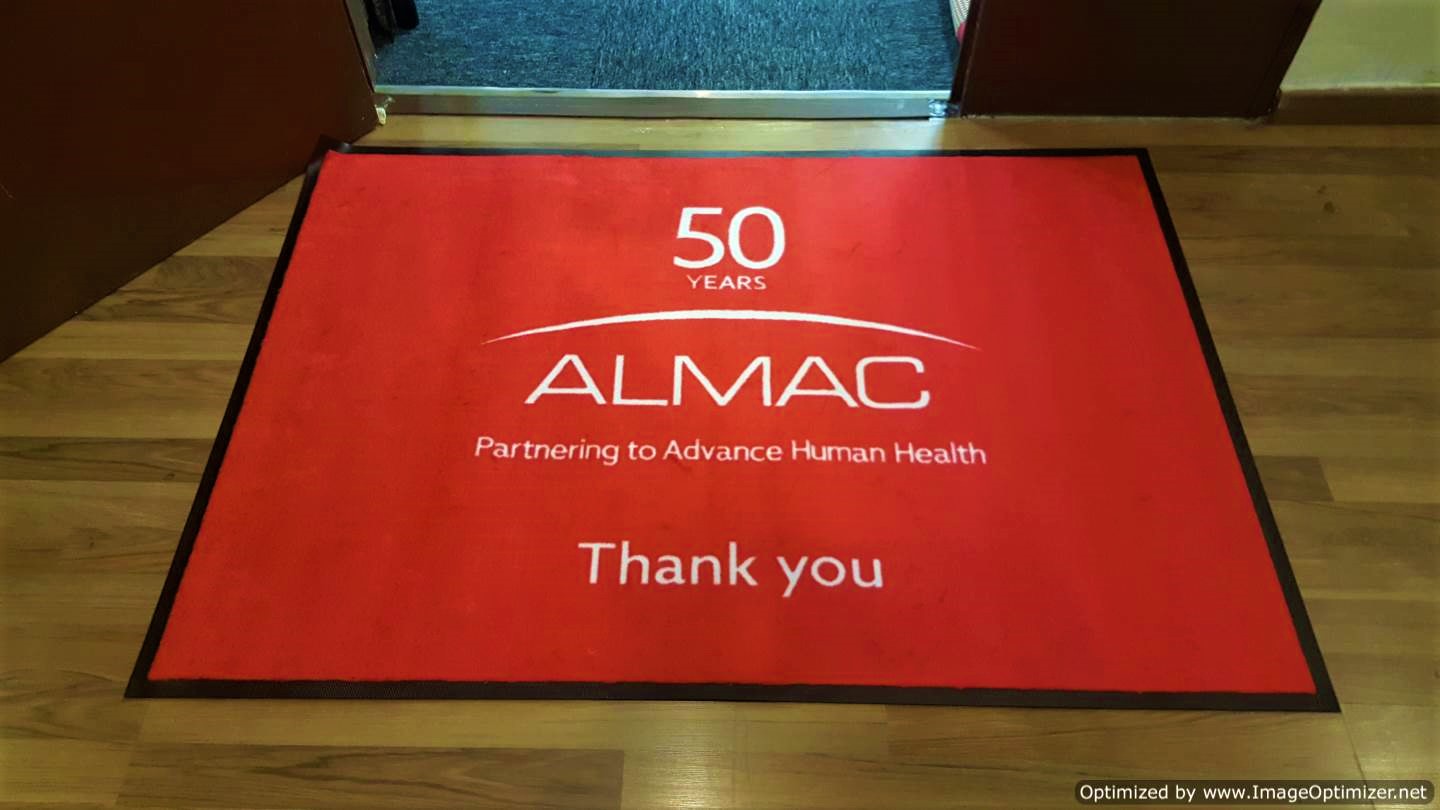 50
YEARS
ALMAC
Partnering to Advance Human Health
Thank you
Optimized by www.ImageOptimizer.net